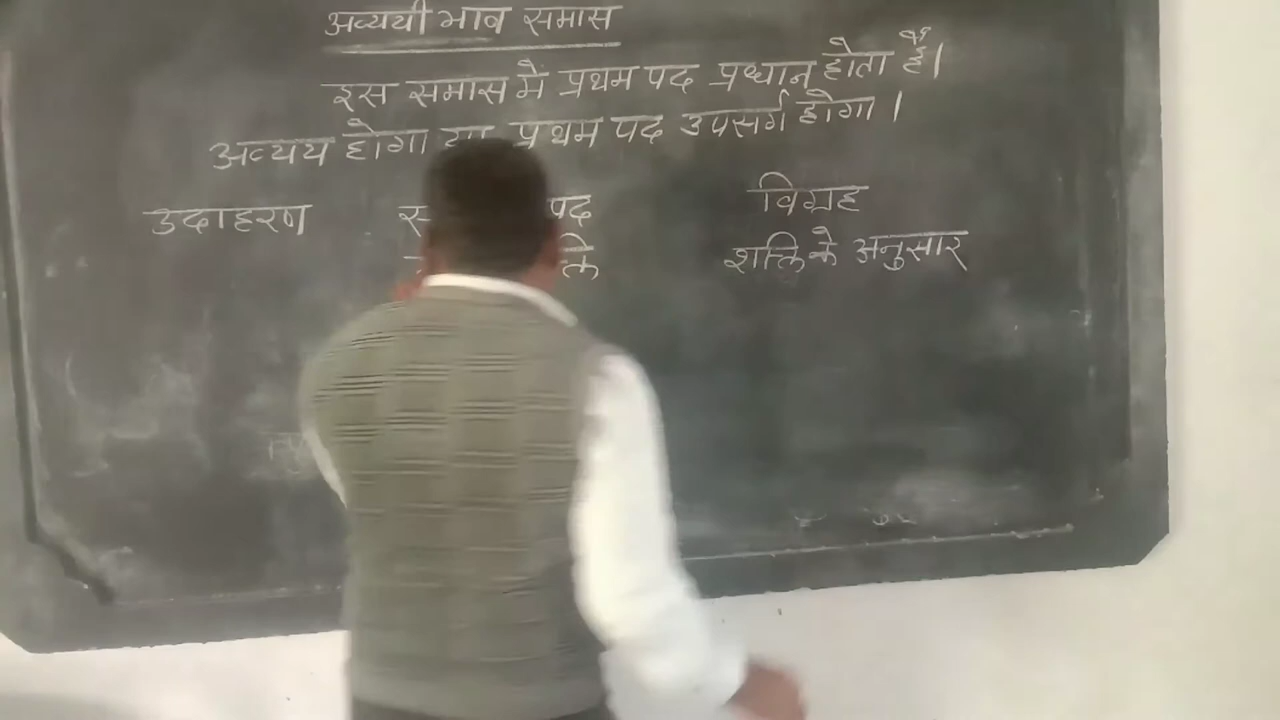 अव्ययी भाव समास
इस समास में प्रथम पद प्रधान होता है।
अव्यय होगा या प्रथम पद उपसर्ग होगा।
उदाहरण पद विग्रह
शक्ति के अनुसार